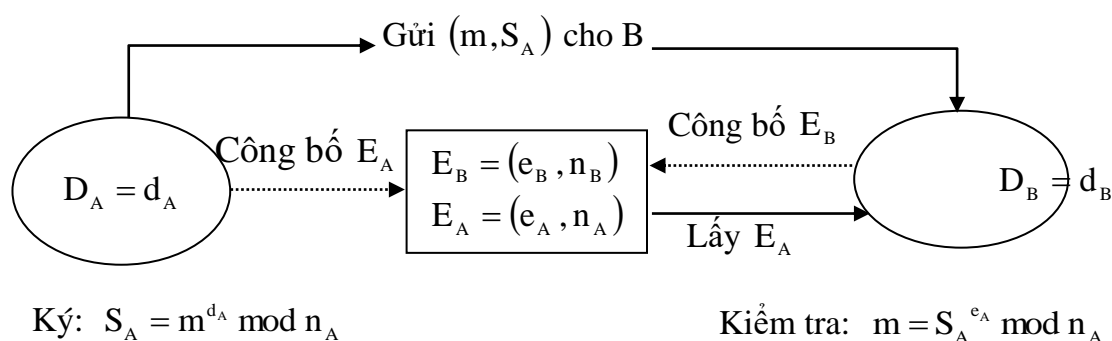 Gửi (m, S_A) cho B
Công bố E_A
Công bố E_B
D_A = d_A
E_B = (e_B , n_B)
E_A = (e_A , n_A)
D_B = d_B
Lấy E_A
Ký: S_A = m^{d_A} mod n_A
Kiểm tra: m = S_A^{e_A} mod n_A